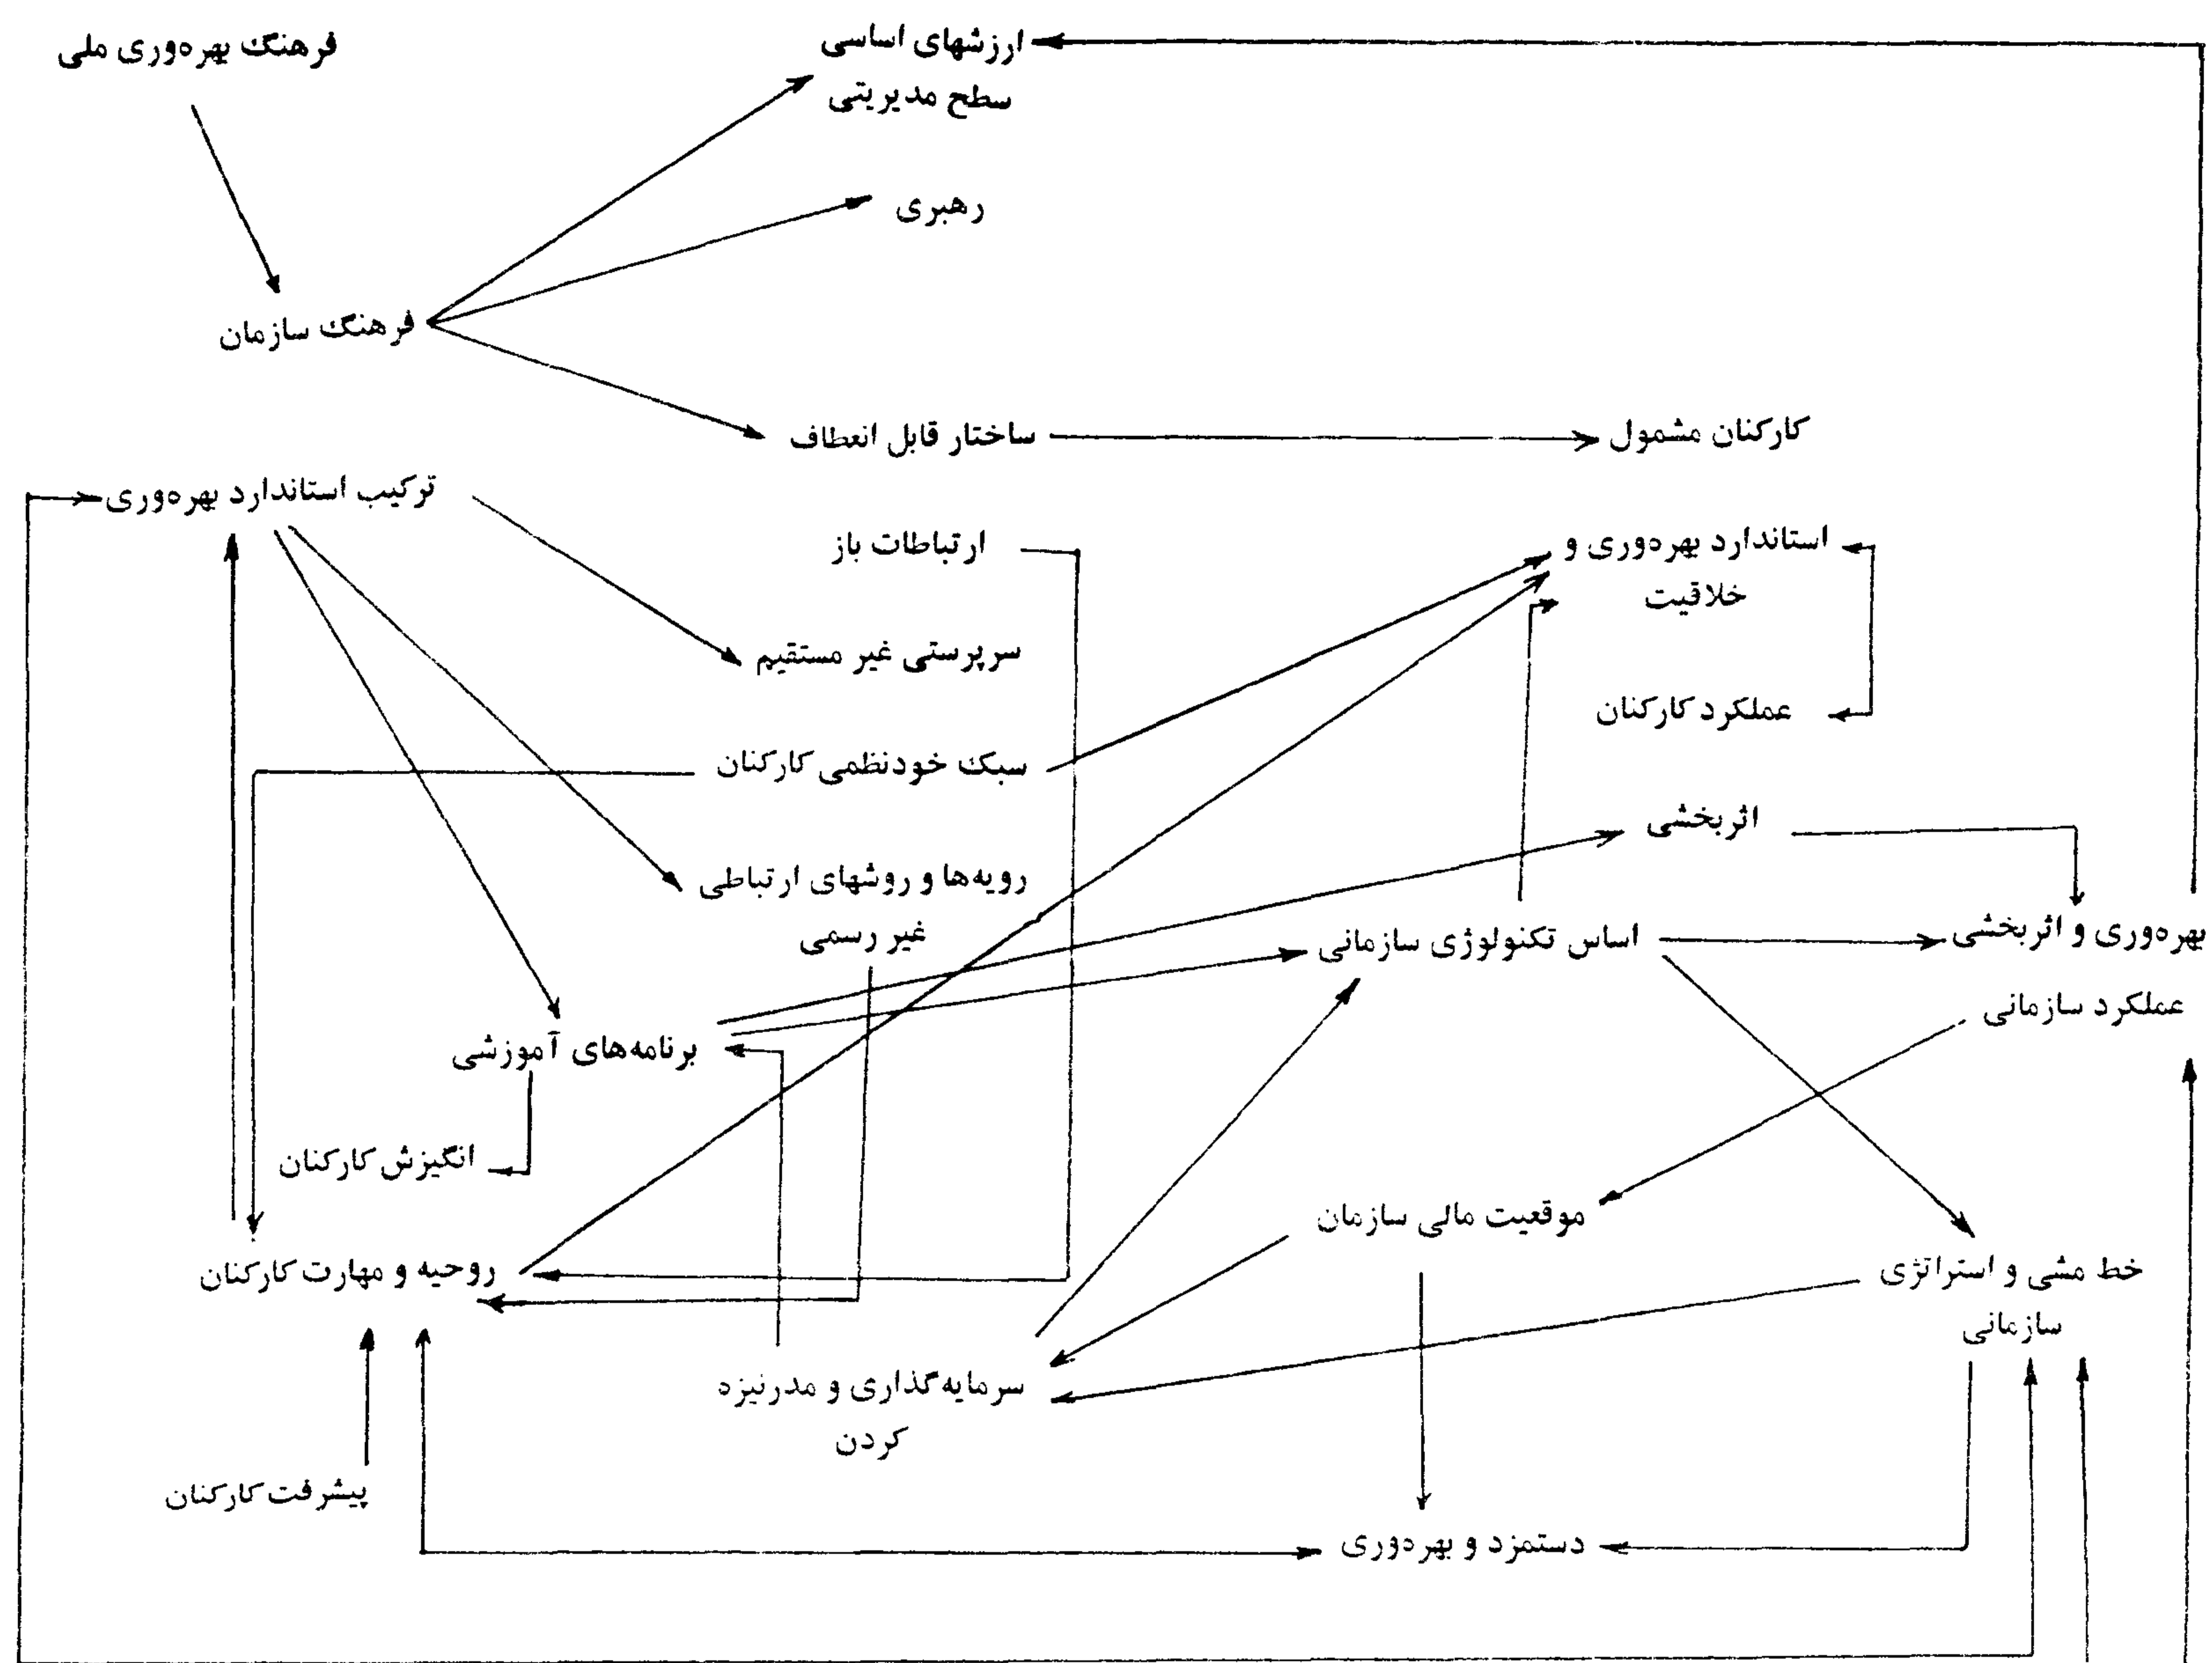 فرهنگ بهره‌وری ملی
ارزشهای اساسی
سطح مدیریتی
رهبری
فرهنگ سازمان
ساختار قابل انعطاف
کارکنان مشمول
ترکیب استاندارد بهره‌وری
ارتباطات باز
استاندارد بهره‌وری و
خلاقیت
سرپرستی غیر مستقیم
عملکرد کارکنان
سبک خودنظمی کارکنان
اثربخشی
رویه‌ها و روشهای ارتباطی
غیر رسمی
اساس تکنولوژی سازمانی
بهره‌وری و اثربخشی
عملکرد سازمانی
برنامه‌های آموزشی
انگیزش کارکنان
موقعیت مالی سازمان
روحیه و مهارت کارکنان
خط مشی و استراتژی
سازمانی
سرمایه‌گذاری و مدرنیزه
کردن
پیشرفت کارکنان
دستمزد و بهره‌وری